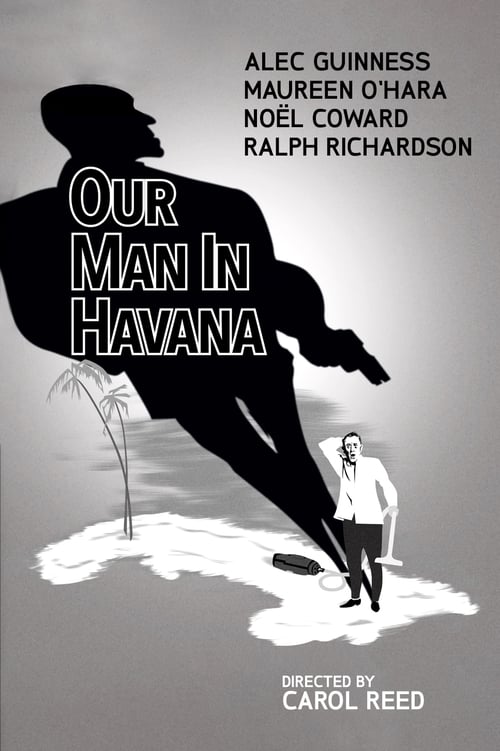 ALEC GUINNESS
MAUREEN O'HARA
NOËL COWARD
RALPH RICHARDSON
OUR
MAN IN
HAVANA
DIRECTED BY
CAROL REED